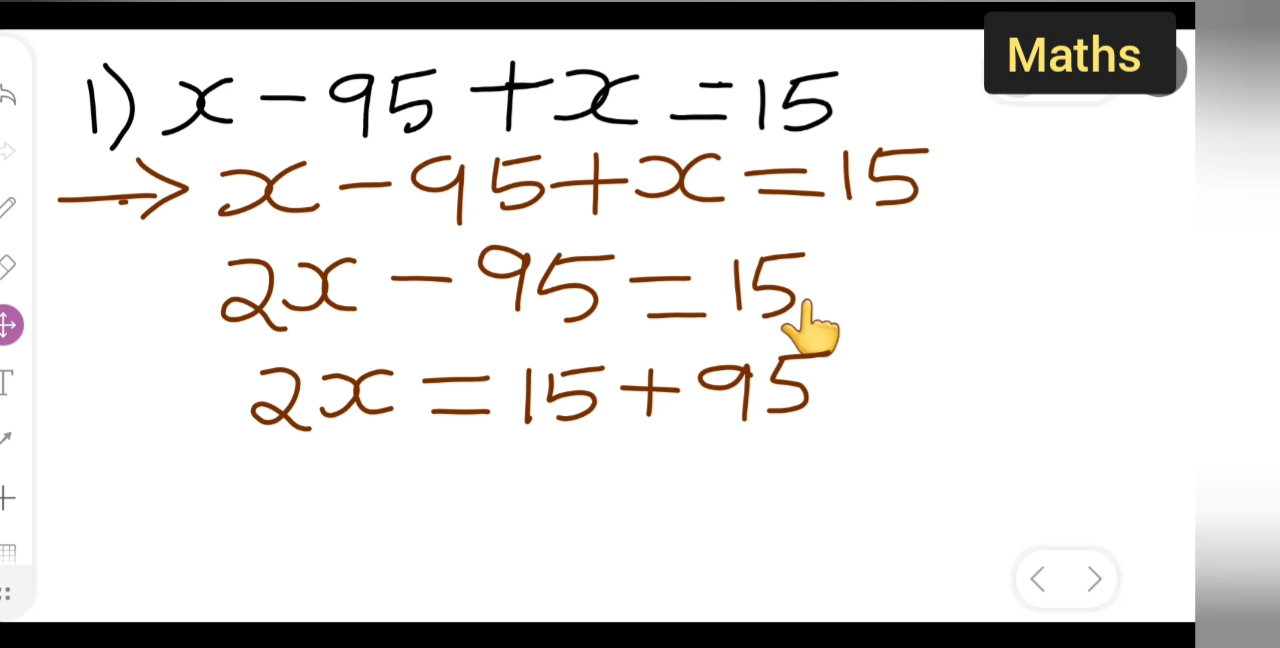 Maths
1) x - 95 + x = 15
→ x - 95 + x = 15
2x - 95 = 15
2x = 15 + 95